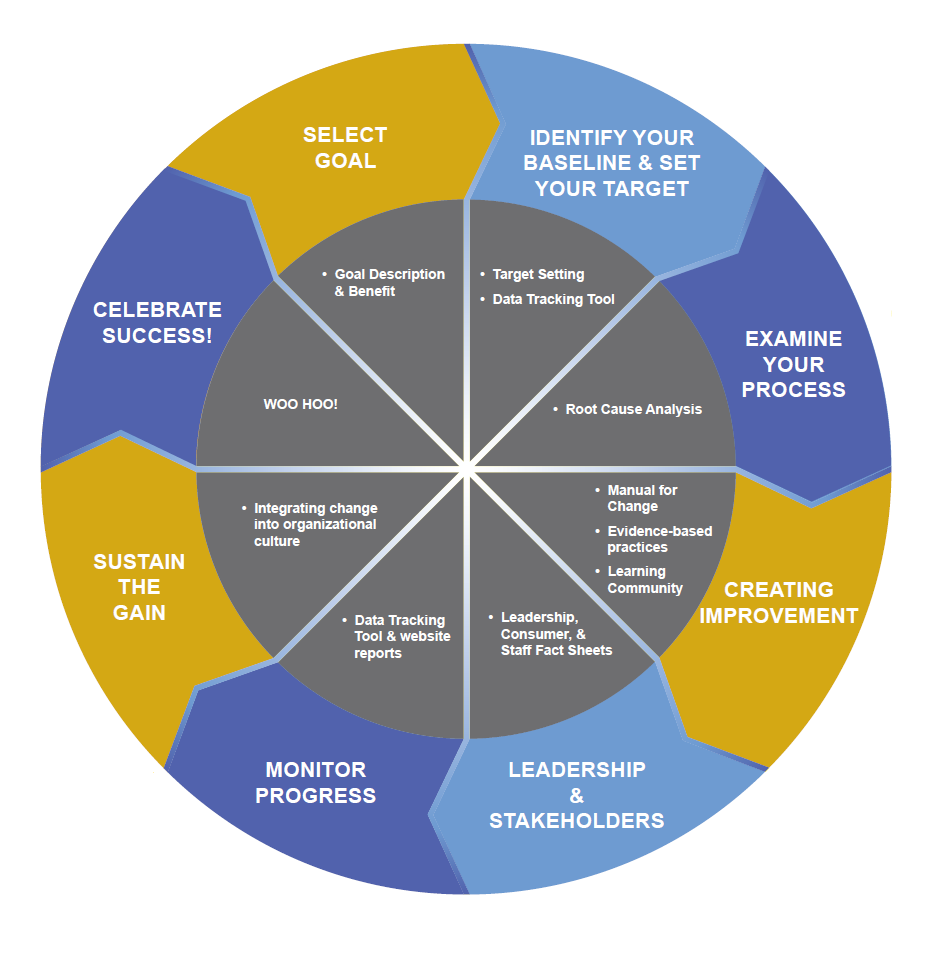 SELECT
GOAL
IDENTIFY YOUR
BASELINE & SET
YOUR TARGET
EXAMINE
YOUR
PROCESS
CREATING
IMPROVEMENT
LEADERSHIP
&
STAKEHOLDERS
MONITOR
PROGRESS
SUSTAIN
THE
GAIN
CELEBRATE
SUCCESS!
• Goal Description
& Benefit
• Target Setting
• Data Tracking Tool
• Root Cause Analysis
• Manual for
Change
• Evidence-based
practices
• Learning
Community
• Leadership,
Consumer, &
Staff Fact Sheets
• Data Tracking
Tool & website
reports
• Integrating change
into organizational
culture
WOO HOO!